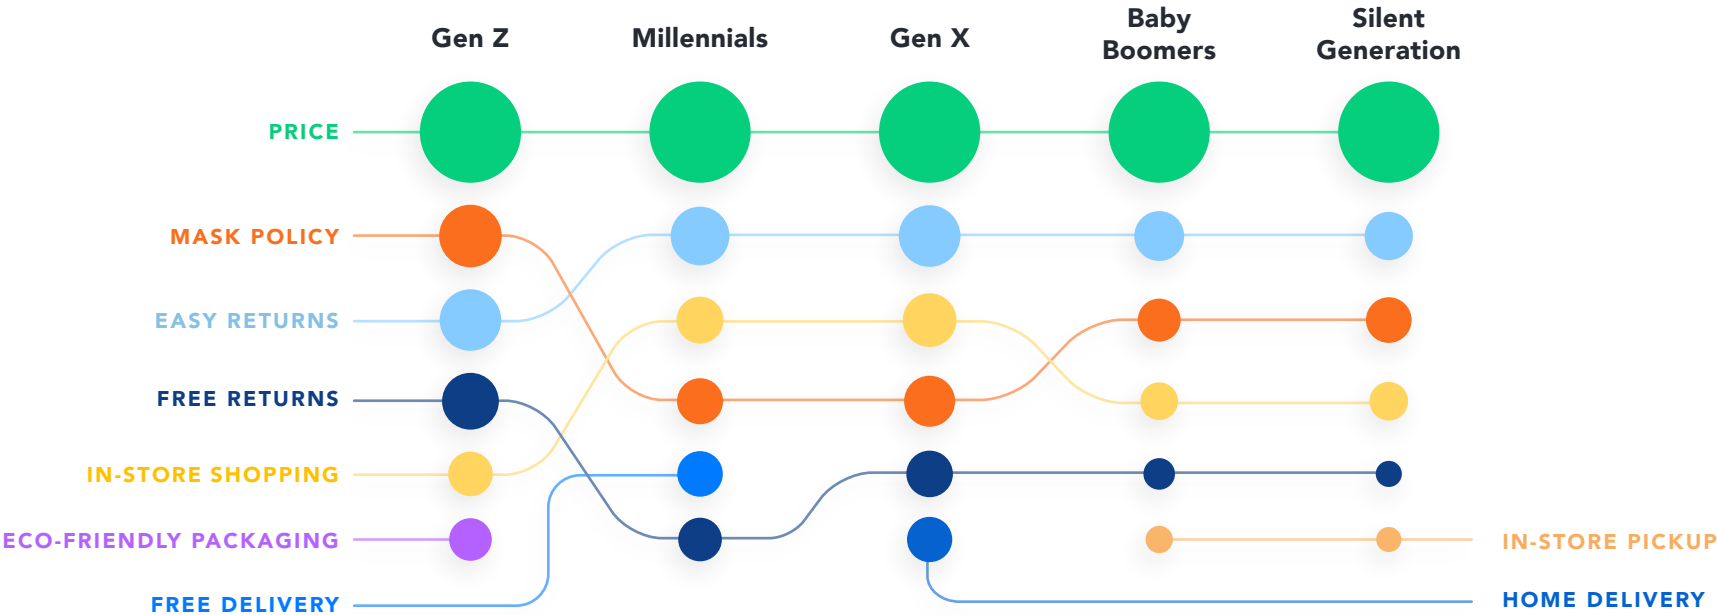 Gen Z
Millennials
Gen X
Baby
Boomers
Silent
Generation
PRICE
MASK POLICY
EASY RETURNS
FREE RETURNS
IN-STORE SHOPPING
ECO-FRIENDLY PACKAGING
FREE DELIVERY
IN-STORE PICKUP
HOME DELIVERY